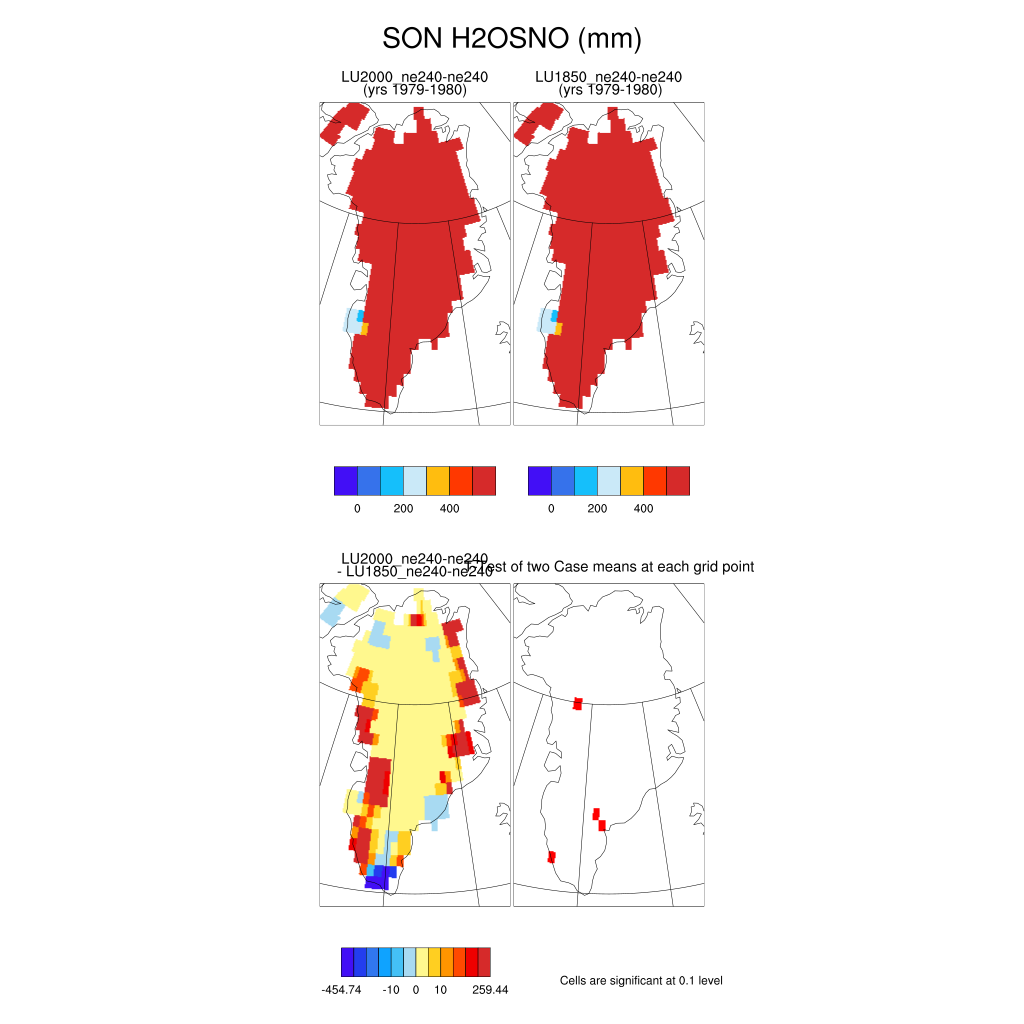 SON H2OSNO (mm)
LU2000_ne240-ne240
(yrs 1979-1980)
LU1850_ne240-ne240
(yrs 1979-1980)
0 200 400
0 200 400
LU2000_ne240-ne240
- LU1850_ne240-ne240
T-Test of two Case means at each grid point
-454.74 -10 0 10 259.44
Cells are significant at 0.1 level